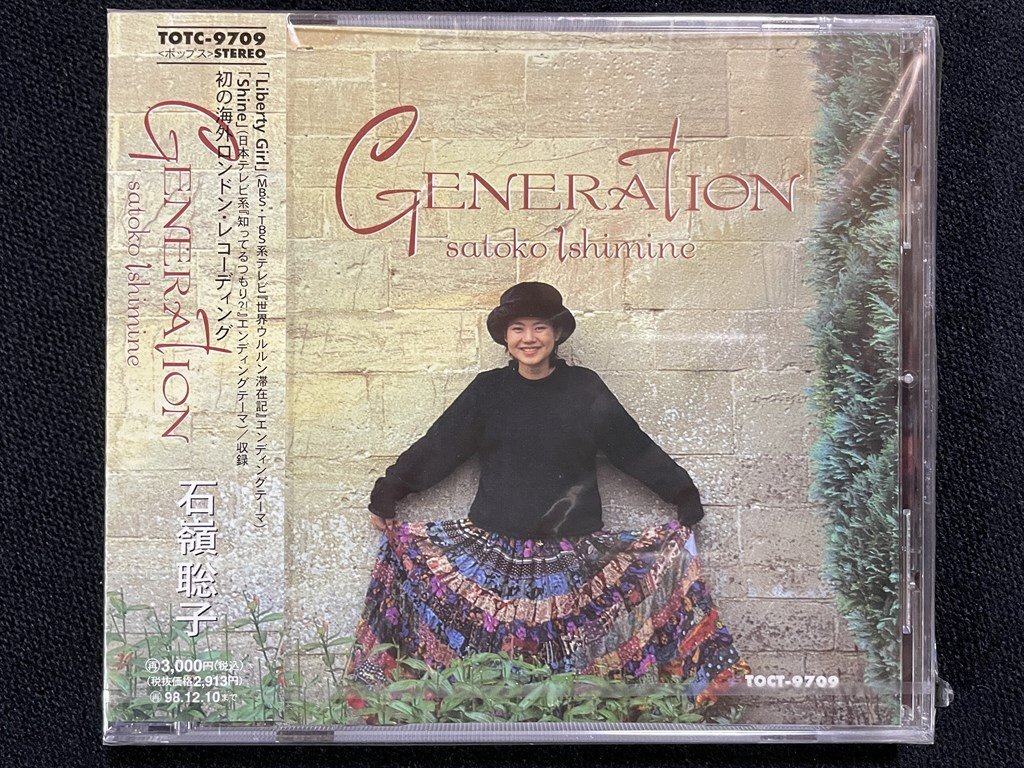 TOTC-9709
<ポップス>STEREO
「Liberty Girl」(MBS・TBS系テレビ『世界ウルルン滞在記』エンディングテーマ)
「Shine」(日本テレビ系『知ってるつもり?!』エンディングテーマ)／収録
初の海外ロンドン・レコーディング
GENERATION
satoko Ishimine
石嶺聡子
再3,000円(税込)
(税抜価格2,913円)
再98.12.10まで
GENERATION
satoko Ishimine
TOCT-9709